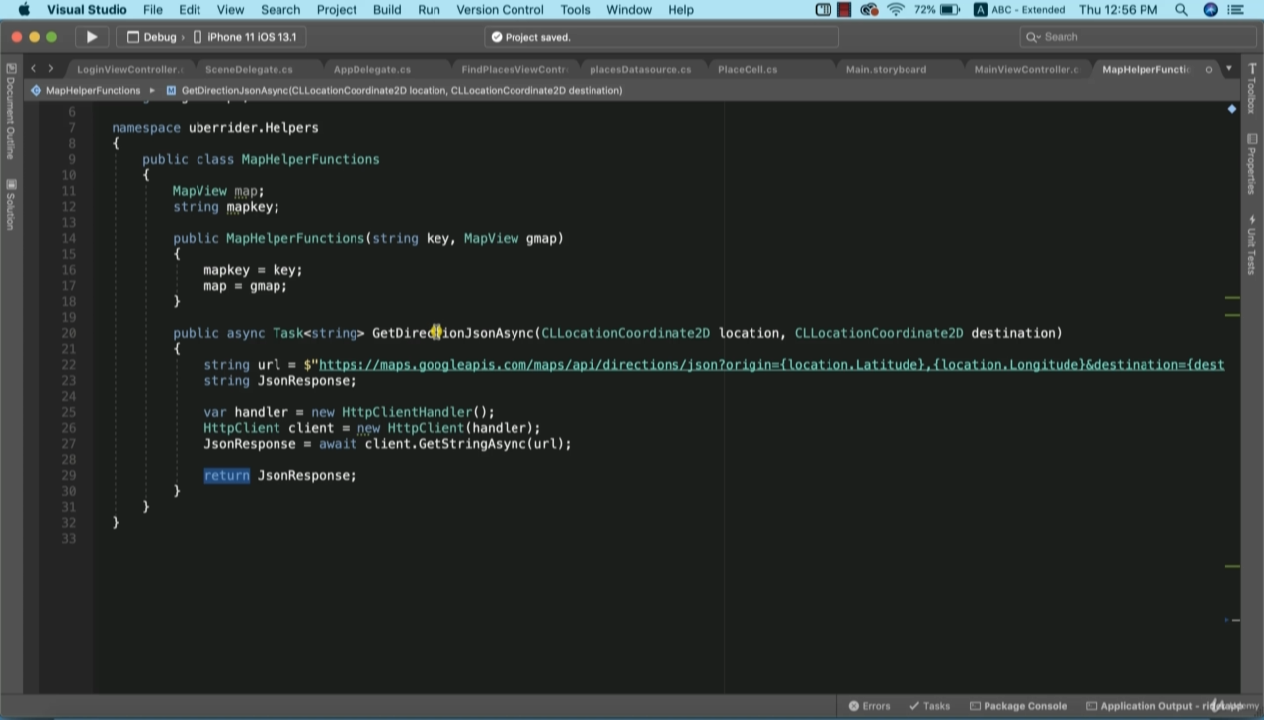 Visual Studio File Edit View Search Project Build Run Version Control Tools Window Help 72% A ABC - Extended Thu 12:56 PM
Debug › iPhone 11 iOS 13.1 Project saved. Search
LoginViewController.c SceneDelegate.cs AppDelegate.cs FindPlacesViewContr placesDatasource.cs PlaceCell.cs Main.storyboard MainViewController.c MapHelperFuncti
MapHelperFunctions ▸ M GetDirectionJsonAsync(CLLocationCoordinate2D location, CLLocationCoordinate2D destination)
Document Outline
Solution
Toolbox
Properties
Unit Tests
6
7 namespace uberrider.Helpers
8 {
9 public class MapHelperFunctions
10 {
11 MapView map;
12 string mapkey;
13
14 public MapHelperFunctions(string key, MapView gmap)
15 {
16 mapkey = key;
17 map = gmap;
18 }
19
20 public async Task<string> GetDirectionJsonAsync(CLLocationCoordinate2D location, CLLocationCoordinate2D destination)
21 {
22 string url = $"https://maps.googleapis.com/maps/api/directions/json?origin={location.Latitude},{location.Longitude}&destination={dest
23 string JsonResponse;
24
25 var handler = new HttpClientHandler();
26 HttpClient client = new HttpClient(handler);
27 JsonResponse = await client.GetStringAsync(url);
28
29 return JsonResponse;
30 }
31 }
32 }
33
Errors Tasks Package Console Application Output -